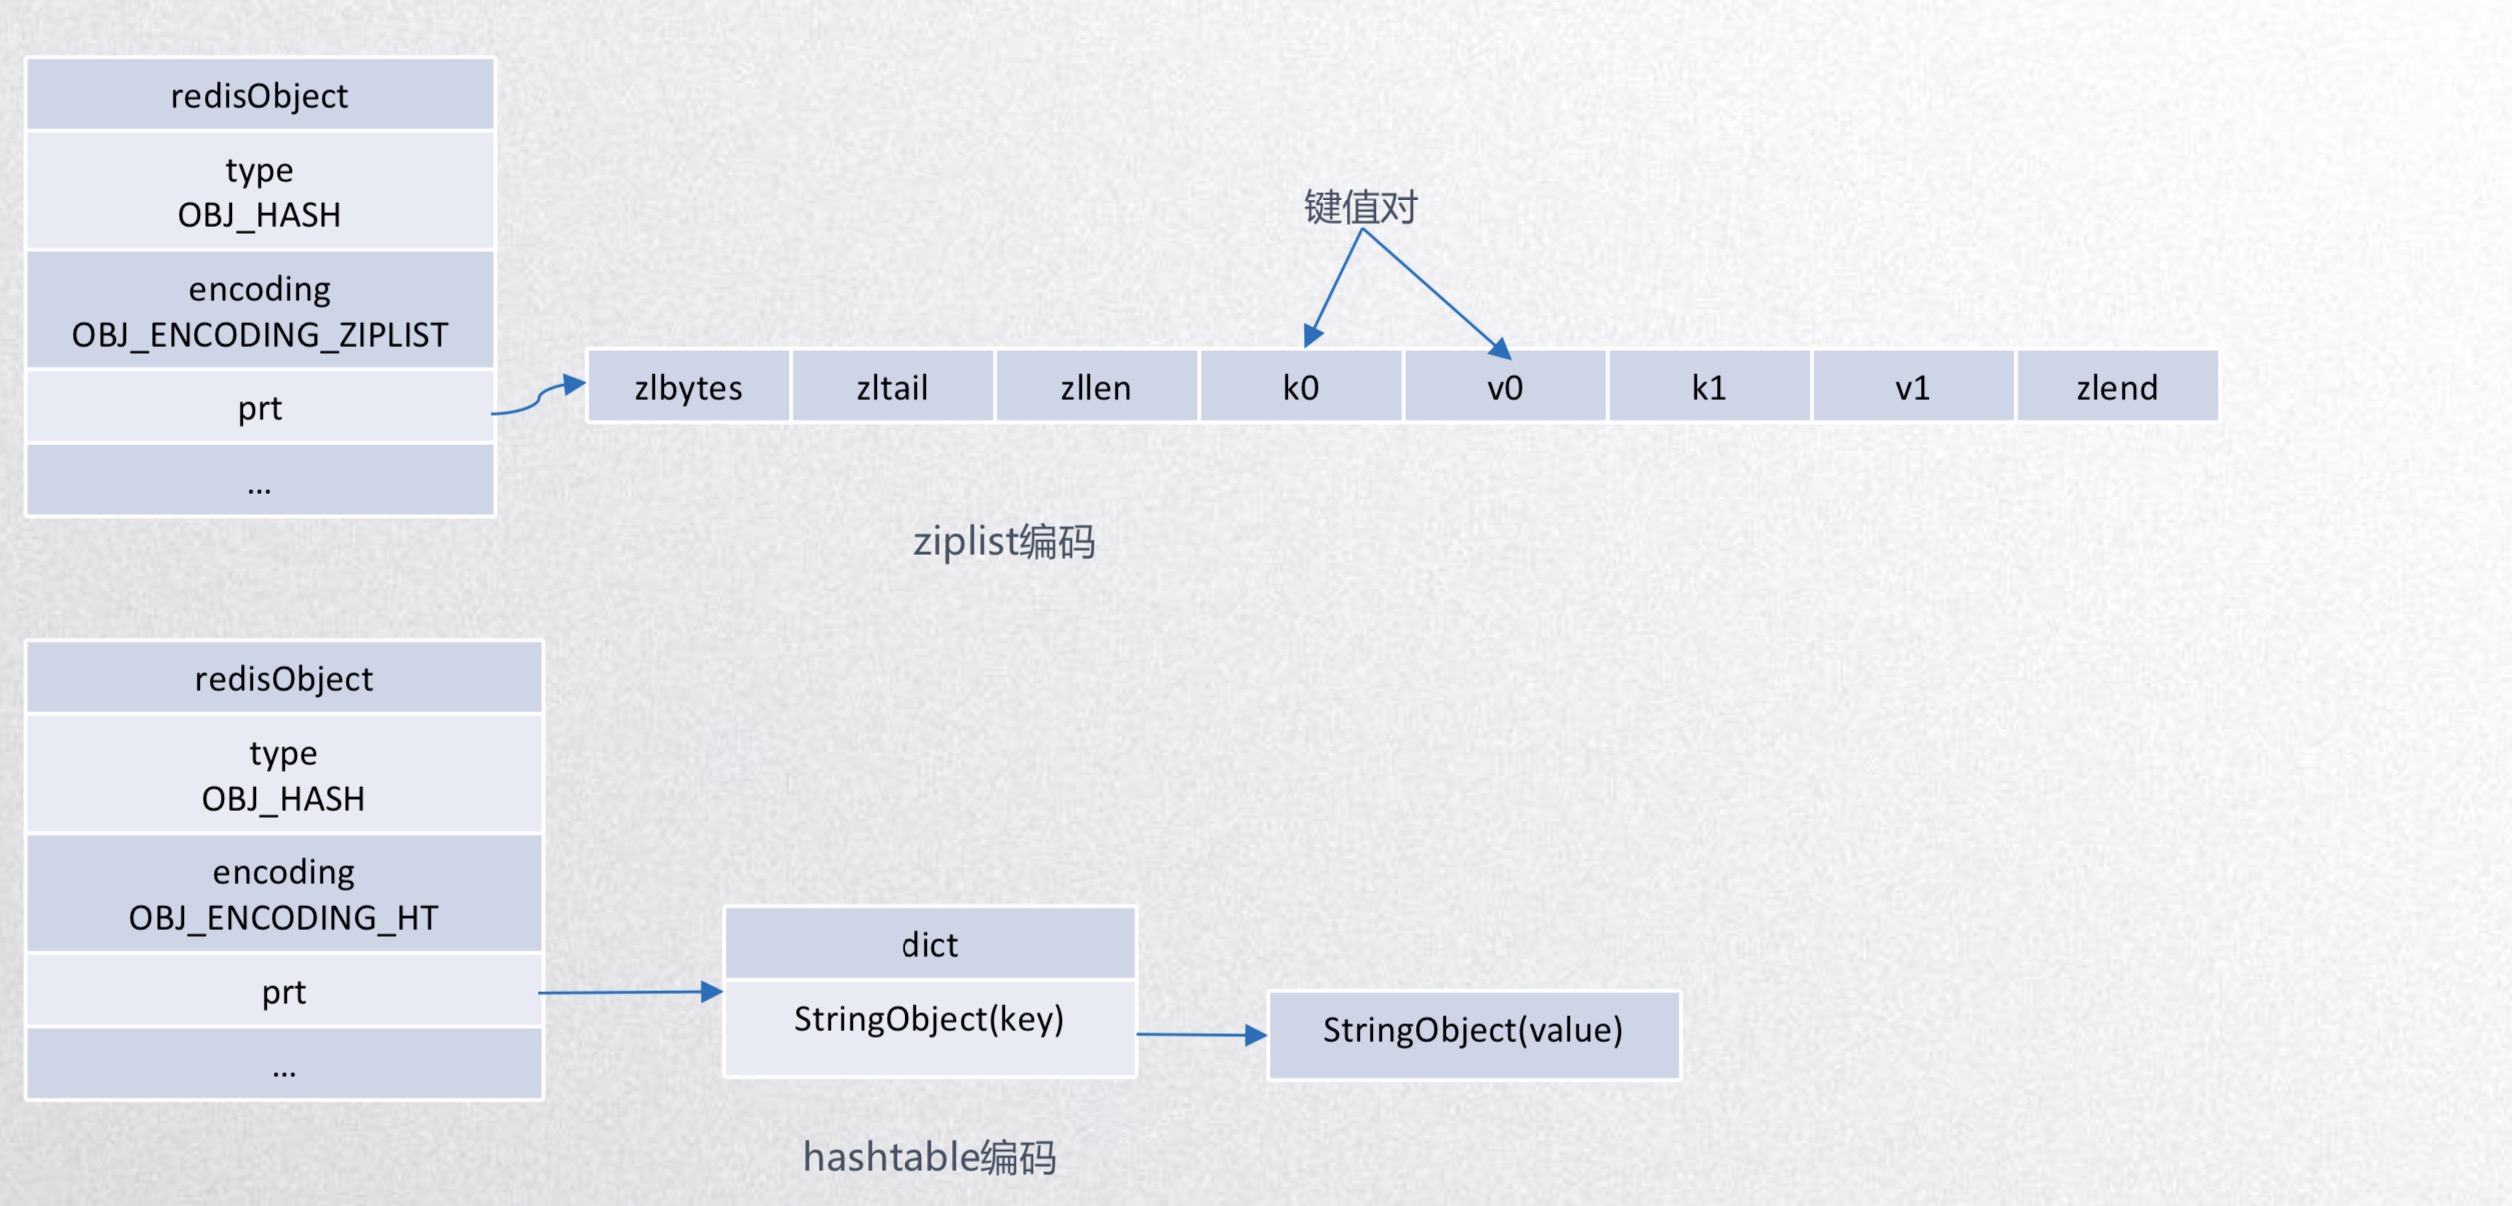 redisObject
type
OBJ_HASH
encoding
OBJ_ENCODING_ZIPLIST
prt
...
键值对
zlbytes zltail zllen k0 v0 k1 v1 zlend
ziplist编码
redisObject
type
OBJ_HASH
encoding
OBJ_ENCODING_HT
prt
...
dict
StringObject(key)
StringObject(value)
hashtable编码